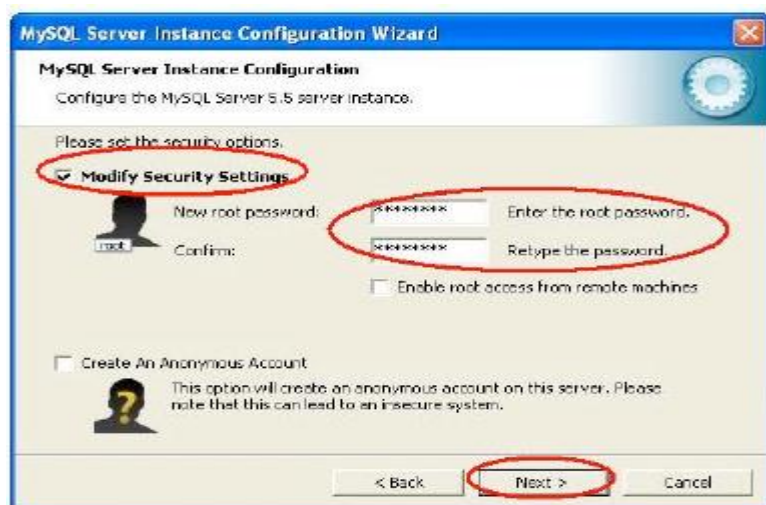 MySQL Server Instance Configuration Wizard
MySQL Server Instance Configuration
Configure the MySQL Server 5.5 server instance.
Please set the security options.
Modify Security Settings
New root password: ******** Enter the root password.
root
Confirm: ******** Retype the password.
Enable root access from remote machines
Create An Anonymous Account
This option will create an anonymous account on this server. Please
note that this can lead to an insecure system.
< Back Next > Cancel